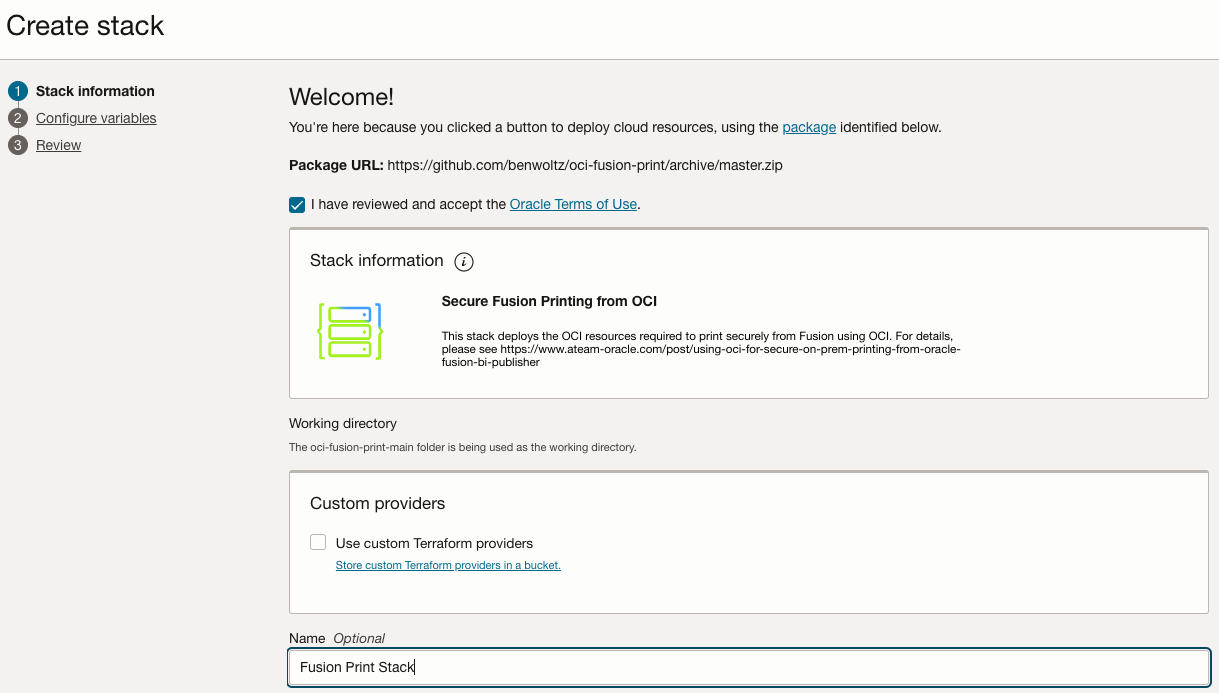 Create stack
1 Stack information
2 Configure variables
3 Review
Welcome!
You're here because you clicked a button to deploy cloud resources, using the package identified below.
Package URL: https://github.com/benwoltz/oci-fusion-print/archive/master.zip
I have reviewed and accept the Oracle Terms of Use.
Stack information i
Secure Fusion Printing from OCI
This stack deploys the OCI resources required to print securely from Fusion using OCI. For details,
please see https://www.ateam-oracle.com/post/using-oci-for-secure-on-prem-printing-from-oracle-
fusion-bi-publisher
Working directory
The oci-fusion-print-main folder is being used as the working directory.
Custom providers
Use custom Terraform providers
Store custom Terraform providers in a bucket.
Name Optional
Fusion Print Stack